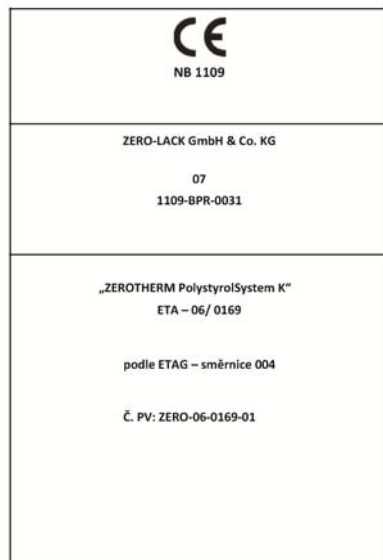 CE
NB 1109
ZERO-LACK GmbH & Co. KG
07
1109-BPR-0031
„ZEROTHERM PolystyrolSystem K“
ETA – 06/ 0169
podle ETAG – směrnice 004
Č. PV: ZERO-06-0169-01